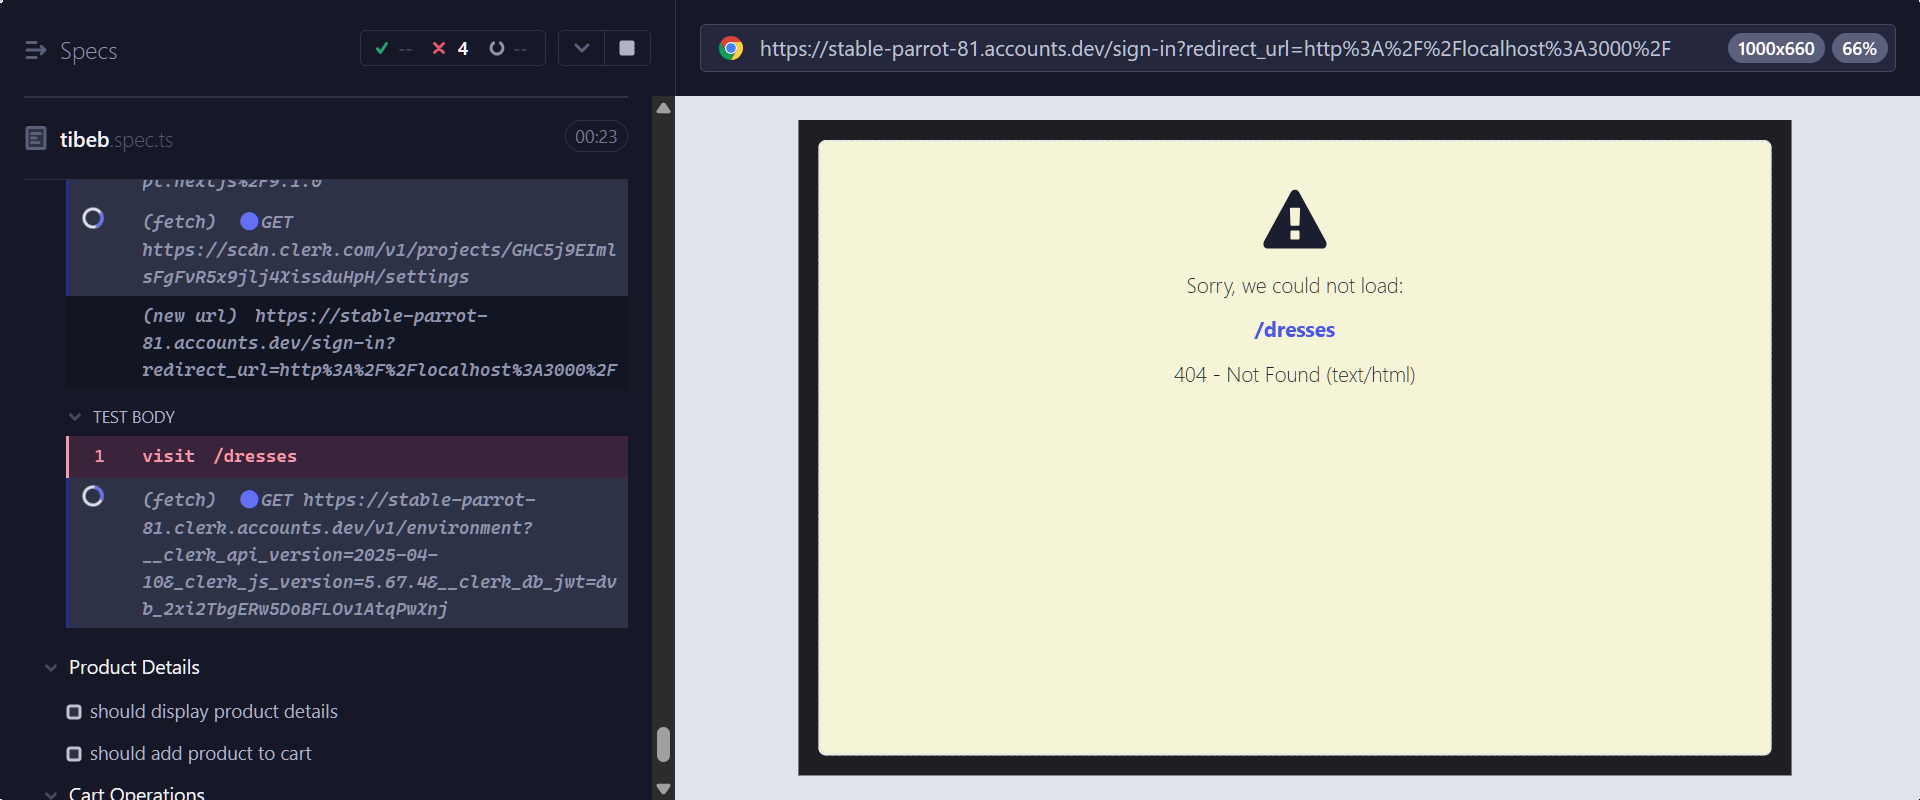 Specs
-- 4 --
https://stable-parrot-81.accounts.dev/sign-in?redirect_url=http%3A%2F%2Flocalhost%3A3000%2F 1000x660 66%
tibeb.spec.ts 00:23
pt.nextjs%2F9.1.0
(fetch) GET
https://scdn.clerk.com/v1/projects/GHC5j9EIml
sFgFvR5x9jlj4XissduHpH/settings
(new url) https://stable-parrot-
81.accounts.dev/sign-in?
redirect_url=http%3A%2F%2Flocalhost%3A3000%2F
TEST BODY
1 visit /dresses
(fetch) GET https://stable-parrot-
81.clerk.accounts.dev/v1/environment?
__clerk_api_version=2025-04-
10&_clerk_js_version=5.67.4&__clerk_db_jwt=dv
b_2xi2TbgERw5DoBFLOv1AtqPwXnj
Product Details
should display product details
should add product to cart
Cart Operations
Sorry, we could not load:
/dresses
404 - Not Found (text/html)